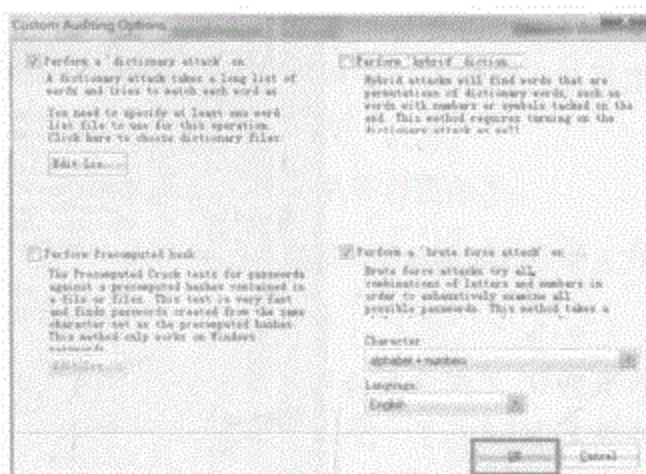 Custom Auditing Options
Perform a 'dictionary attack' on
A dictionary attack takes a long list of
words and tries to match each word as
You need to specify at least one word
list file to use for this operation.
Click here to choose dictionary files.
Edit
Perform 'hybrid'
Hybrid attacks will find words that are
permutations of dictionary words, such as
words with numbers or symbols tacked on the
end. This method requires turning on the
dictionary attack as well
Perform Precomputed hash
The Precomputed Crack tests for passwords
against a precomputed hashes contained in
a file or files. This test is very fast
and finds passwords created from the same
character set as the precomputed hashes.
This method only works on Windows
passwords
Edit
Perform a 'brute force attack' on
Brute force attacks try all
combinations of letters and numbers in
order to exhaustively examine all
possible passwords. This method takes a
Character
alphabet + numbers
Language:
English
OK
Cancel